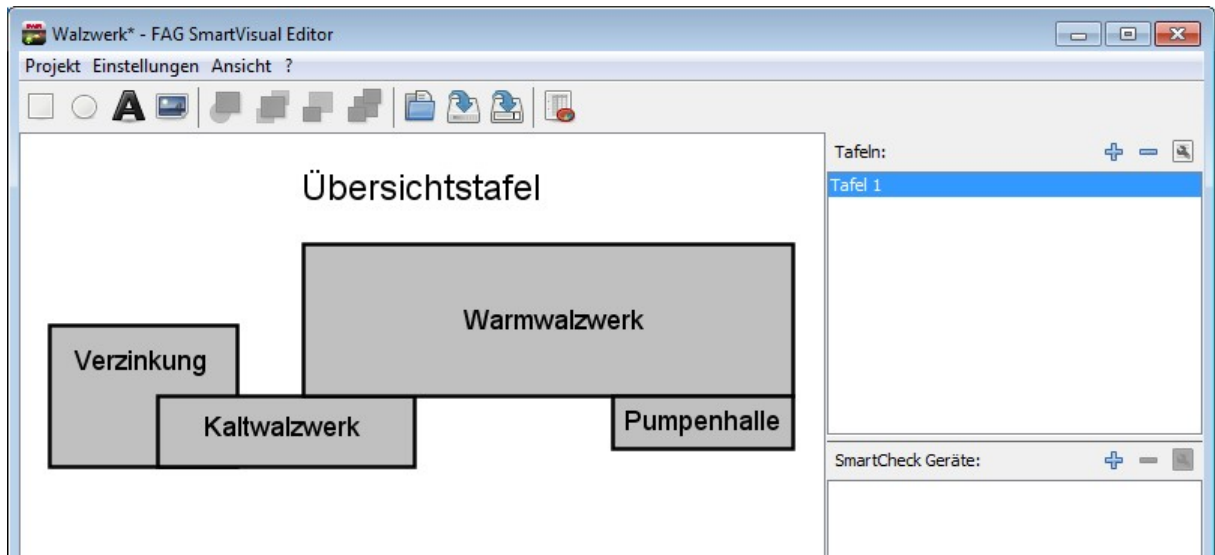 Walzwerk* - FAG SmartVisual Editor
Projekt Einstellungen Ansicht ?
Tafeln:
Tafel 1
Übersichtstafel
Warmwalzwerk
Verzinkung
Kaltwalzwerk
Pumpenhalle
SmartCheck Geräte: